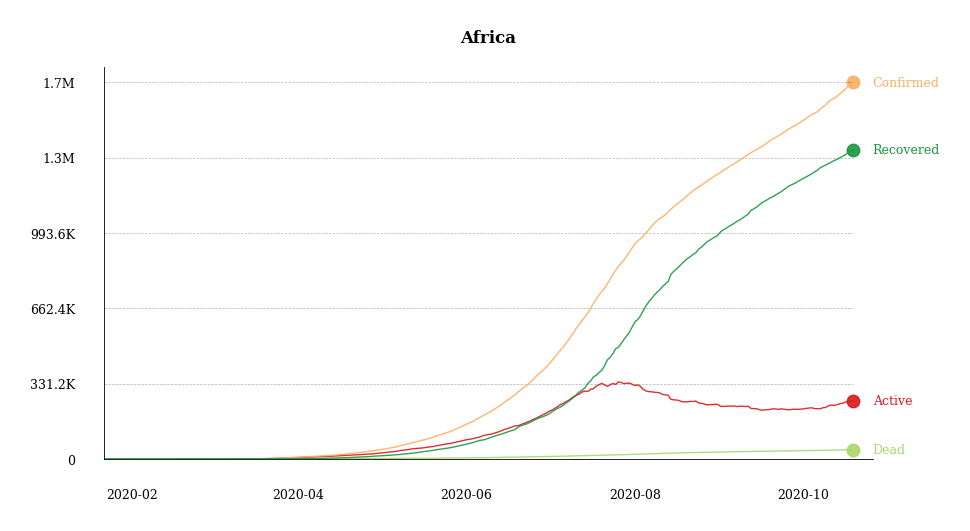 Africa
1.7M
Confirmed
Recovered
1.3M
993.6K
662.4K
331.2K
Active
Dead
0
2020-02
2020-04
2020-06
2020-08
2020-10